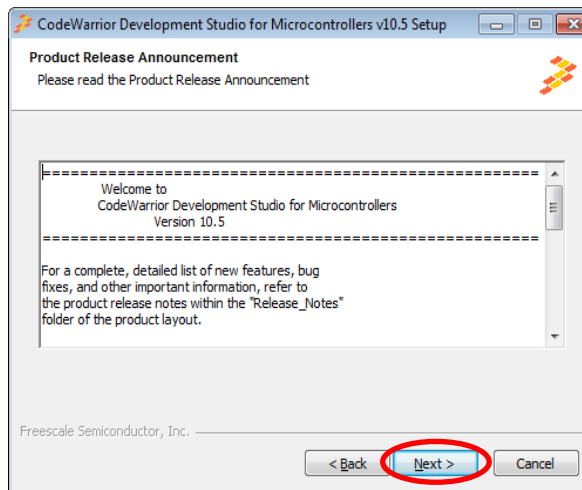 CodeWarrior Development Studio for Microcontrollers v10.5 Setup
Product Release Announcement
Please read the Product Release Announcement
=====================================================
Welcome to
CodeWarrior Development Studio for Microcontrollers
Version 10.5
=====================================================
For a complete, detailed list of new features, bug
fixes, and other important information, refer to
the product release notes within the "Release_Notes"
folder of the product layout.
Freescale Semiconductor, Inc.
< Back Next > Cancel